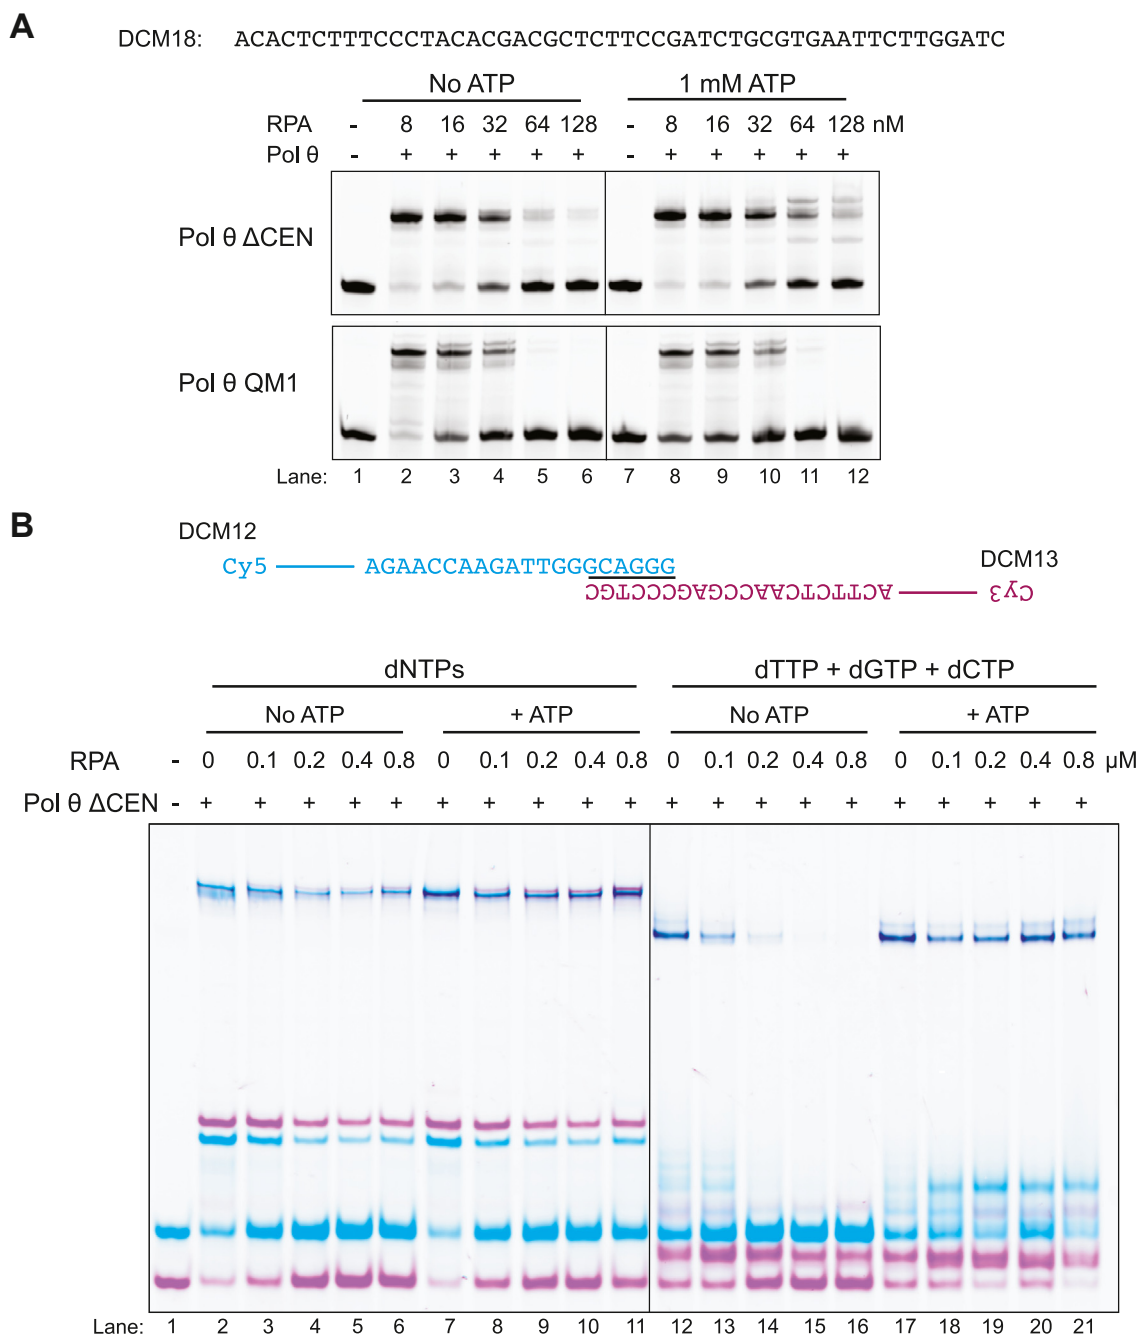 A
DCM18: ACACTCTTTCCCTACACGACGCTCTTCCGATCTGCGTGAATTCTTGGATC
No ATP 1 mM ATP
RPA - 8 16 32 64 128 - 8 16 32 64 128 nM
Pol θ - + + + + + - + + + + +
Pol θ ΔCEN
Pol θ QM1
Lane: 1 2 3 4 5 6 7 8 9 10 11 12
B
DCM12
Cy5 AGAACCAAGATTGGGCAGGG
DCM13
ACTTCTCAACCGAGCCCTGC Cy3
dNTPs dTTP + dGTP + dCTP
No ATP + ATP No ATP + ATP
RPA - 0 0.1 0.2 0.4 0.8 0 0.1 0.2 0.4 0.8 0 0.1 0.2 0.4 0.8 0 0.1 0.2 0.4 0.8 μM
Pol θ ΔCEN - + + + + + + + + + + + + + + + + + + + +
Lane: 1 2 3 4 5 6 7 8 9 10 11 12 13 14 15 16 17 18 19 20 21